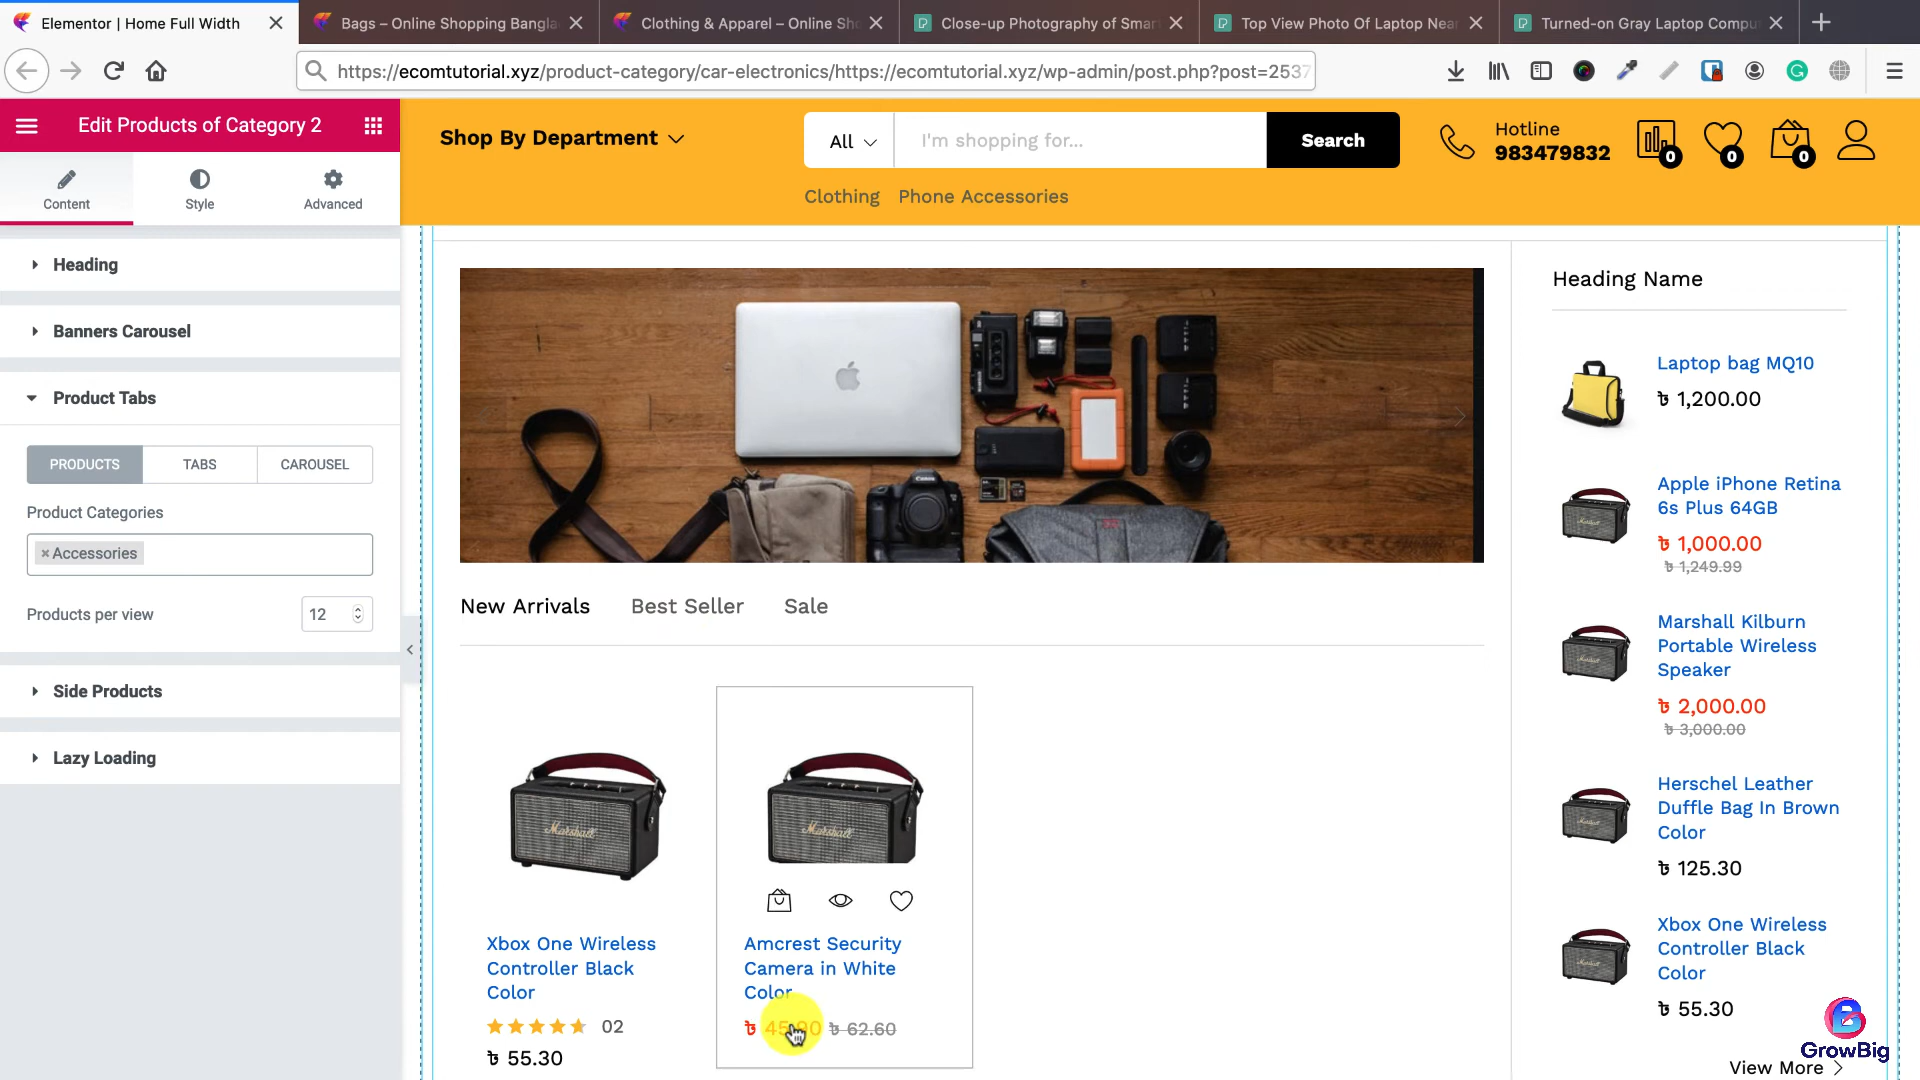 Elementor | Home Full Width
Bags – Online Shopping Bangla
Clothing & Apparel – Online Sh
Close-up Photography of Smar
Top View Photo Of Laptop Near
Turned-on Gray Laptop Compu
https://ecomtutorial.xyz/product-category/car-electronics/https://ecomtutorial.xyz/wp-admin/post.php?post=2537
Edit Products of Category 2
Content
Style
Advanced
Heading
Banners Carousel
Product Tabs
PRODUCTS
TABS
CAROUSEL
Product Categories
×Accessories
Products per view
12
Side Products
Lazy Loading
Shop By Department
All
I'm shopping for...
Search
Hotline
983479832
0
0
0
Clothing
Phone Accessories
Canon
New Arrivals
Best Seller
Sale
Marshall
Xbox One Wireless
Controller Black
Color
02
৳ 55.30
Marshall
Amcrest Security
Camera in White
Color
৳ 62.60
Heading Name
Laptop bag MQ10
৳ 1,200.00
Marshall
Apple iPhone Retina
6s Plus 64GB
৳ 1,000.00
৳ 1,249.99
Marshall
Marshall Kilburn
Portable Wireless
Speaker
৳ 2,000.00
৳ 3,000.00
Marshall
Herschel Leather
Duffle Bag In Brown
Color
৳ 125.30
Marshall
Xbox One Wireless
Controller Black
Color
৳ 55.30
View More
GrowBig